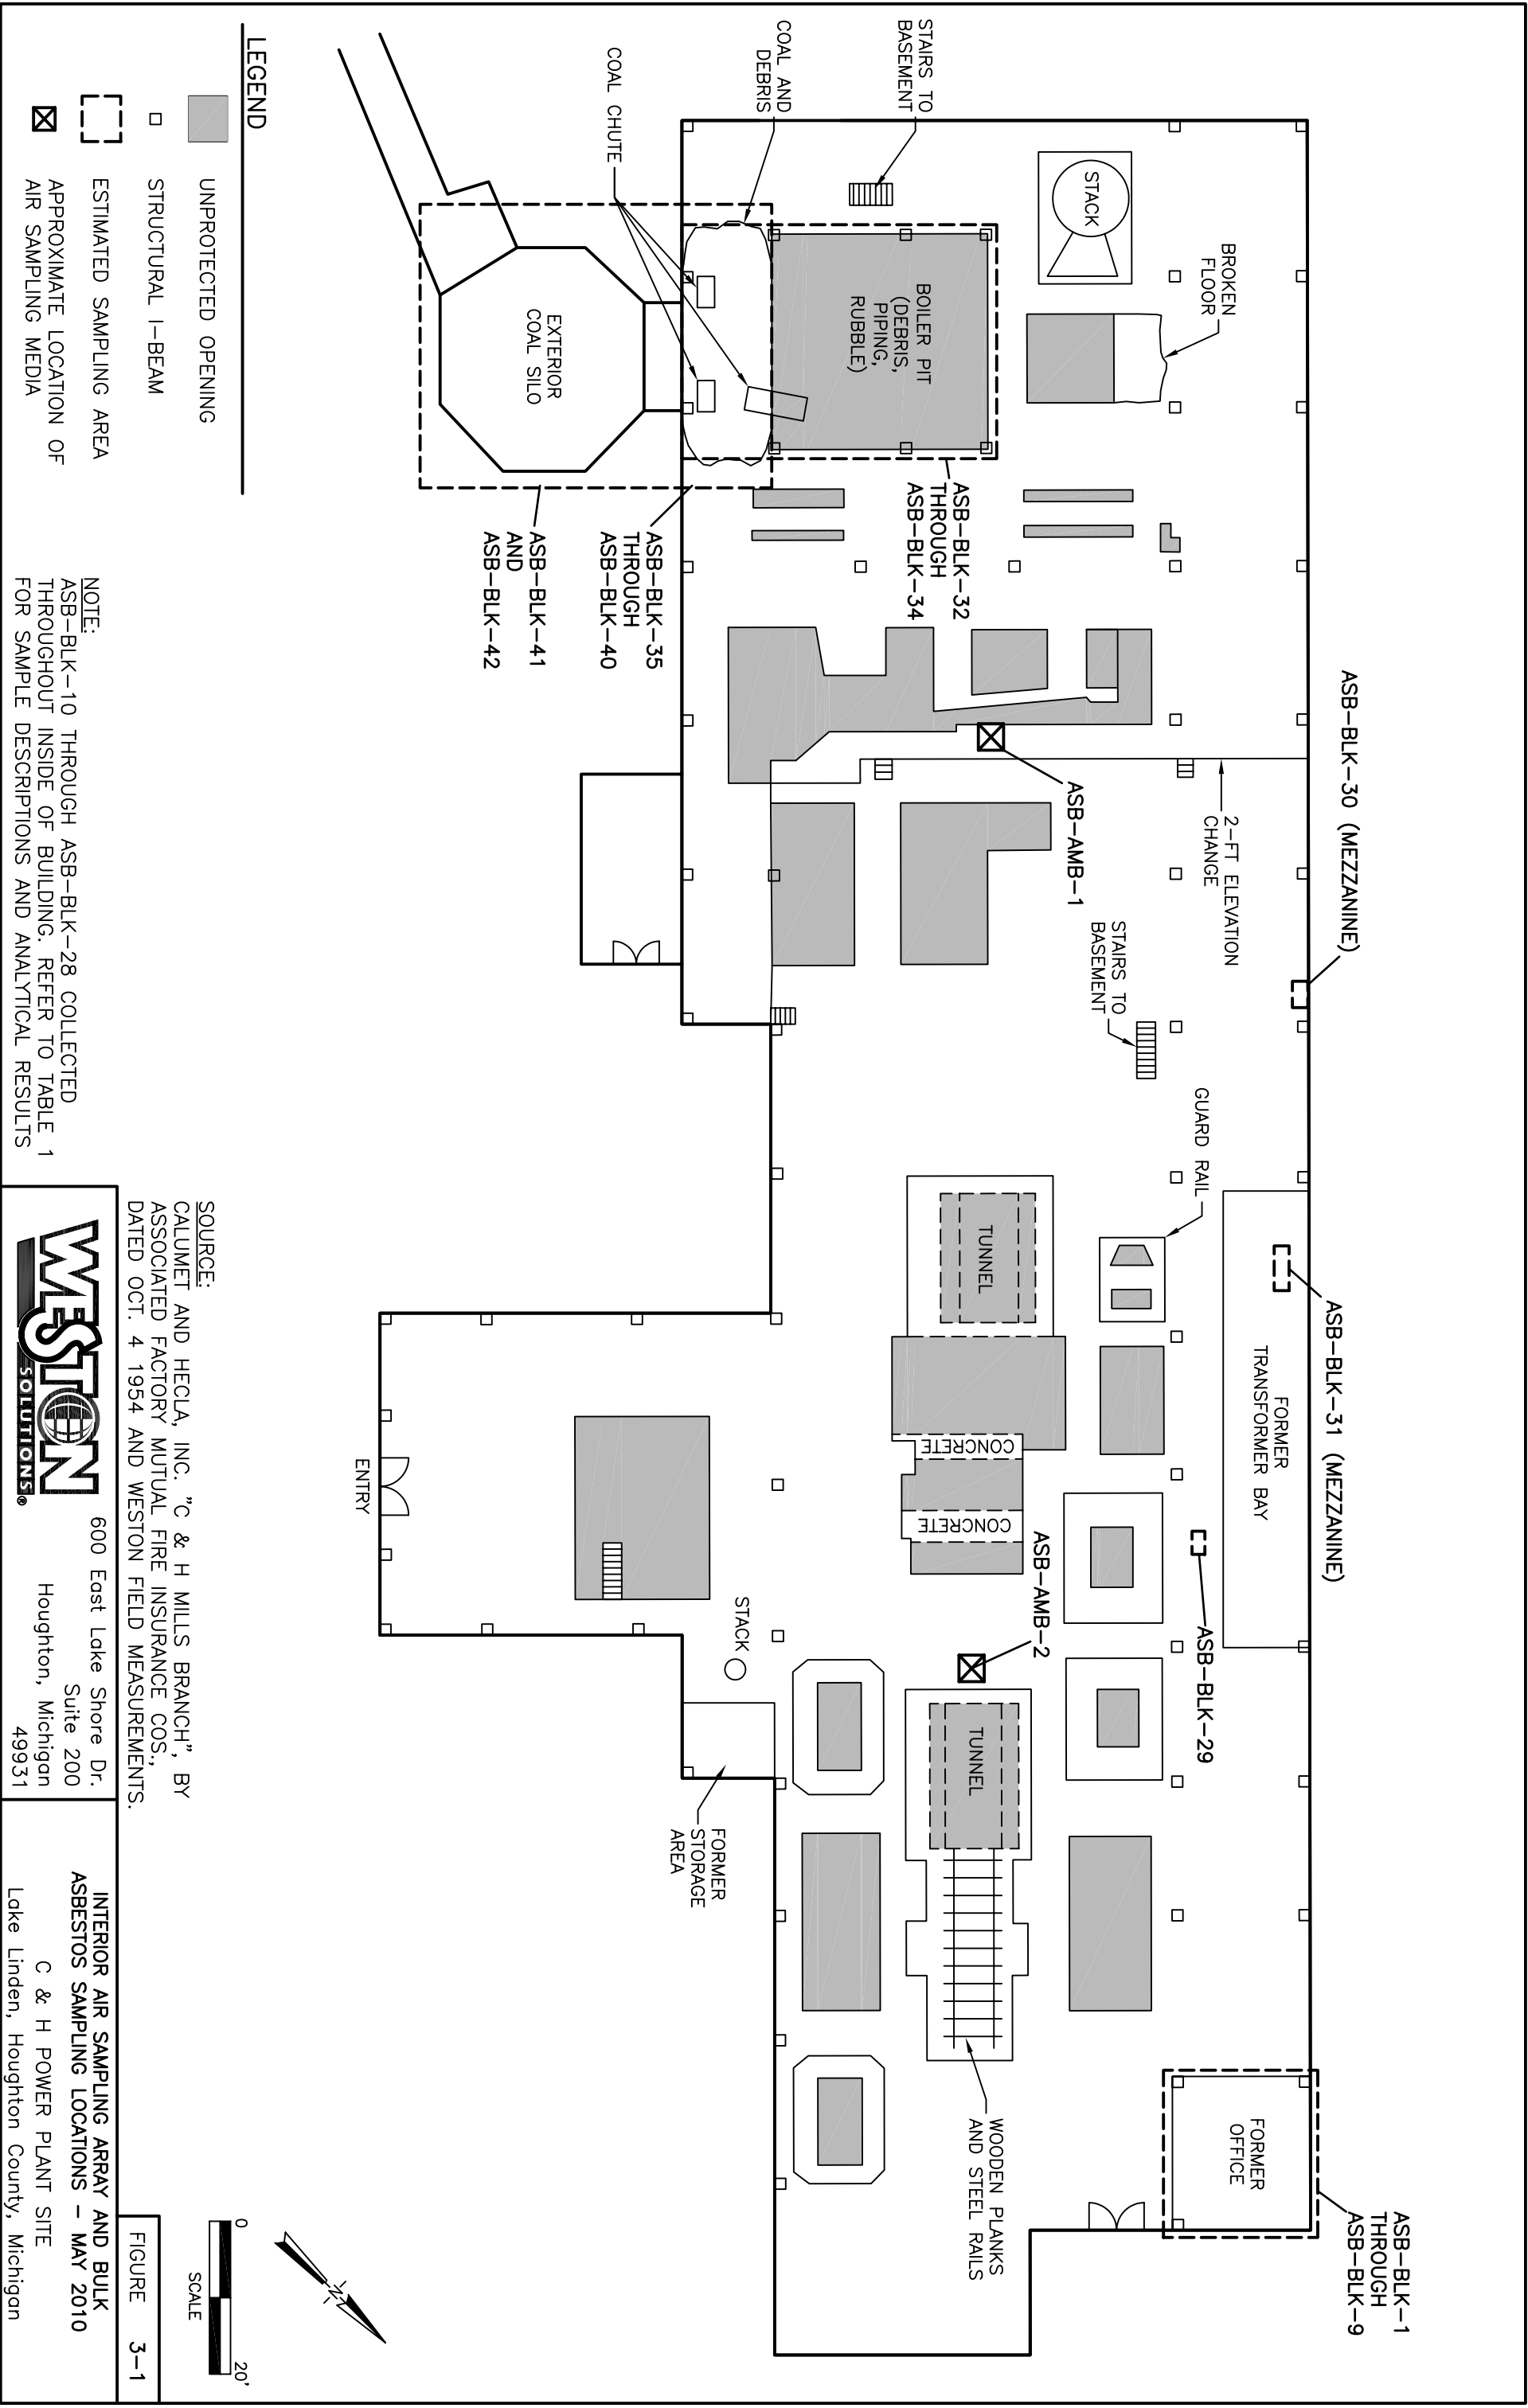 ASB-BLK-1
THROUGH
ASB-BLK-9
ASB-BLK-30 (MEZZANINE)
ASB-BLK-31 (MEZZANINE)
STACK
BROKEN
FLOOR
2-FT ELEVATION
CHANGE
GUARD RAIL
FORMER
TRANSFORMER BAY
ASB-BLK-29
FORMER
OFFICE
STAIRS TO
BASEMENT
STAIRS TO
BASEMENT
ASB-AMB-1
ASB-AMB-2
BOILER PIT
(DEBRIS,
PIPING,
RUBBLE)
ASB-BLK-32
THROUGH
ASB-BLK-34
TUNNEL
CONCRETE
CONCRETE
TUNNEL
WOODEN PLANKS
AND STEEL RAILS
COAL AND
DEBRIS
COAL CHUTE
STACK
FORMER
STORAGE
AREA
ASB-BLK-35
THROUGH
ASB-BLK-40
EXTERIOR
COAL SILO
ASB-BLK-41
AND
ASB-BLK-42
ENTRY
LEGEND
UNPROTECTED OPENING
STRUCTURAL I-BEAM
ESTIMATED SAMPLING AREA
APPROXIMATE LOCATION OF
AIR SAMPLING MEDIA
NOTE:
ASB-BLK-10 THROUGH ASB-BLK-28 COLLECTED
THROUGHOUT INSIDE OF BUILDING. REFER TO TABLE 1
FOR SAMPLE DESCRIPTIONS AND ANALYTICAL RESULTS
SOURCE:
CALUMET AND HECLA, INC. "C & H MILLS BRANCH", BY
ASSOCIATED FACTORY MUTUAL FIRE INSURANCE COS.,
DATED OCT. 4 1954 AND WESTON FIELD MEASUREMENTS.
N
0 20'
SCALE
WESTON
SOLUTIONS®
600 East Lake Shore Dr.
Suite 200
Houghton, Michigan
49931
FIGURE 3-1
INTERIOR AIR SAMPLING ARRAY AND BULK
ASBESTOS SAMPLING LOCATIONS - MAY 2010
C & H POWER PLANT SITE
Lake Linden, Houghton County, Michigan